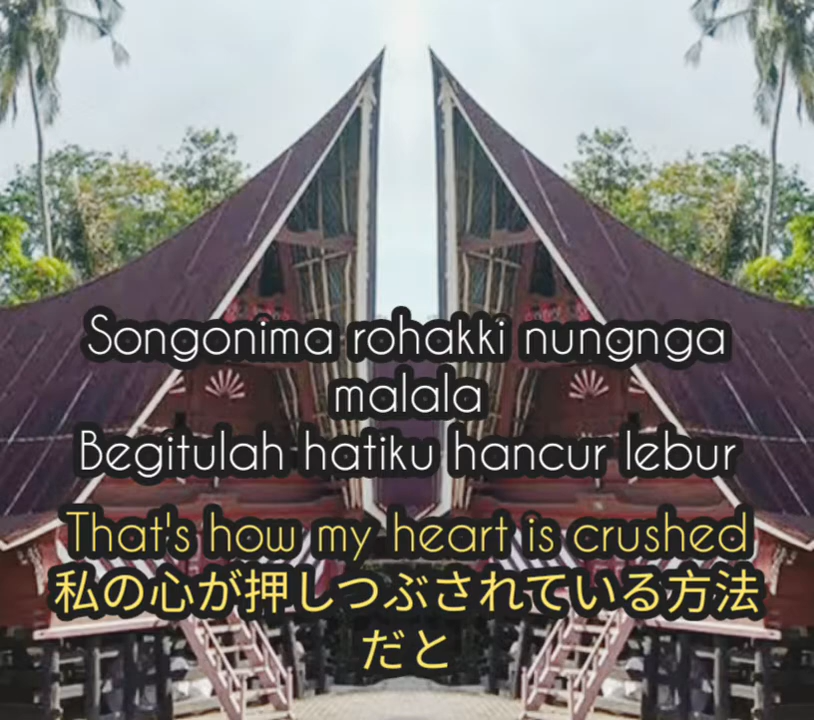 Songonima rohakki nungnga
malala
Begitulah hatiku hancur lebur
That's how my heart is crushed
私の心が押しつぶされている方法
だと